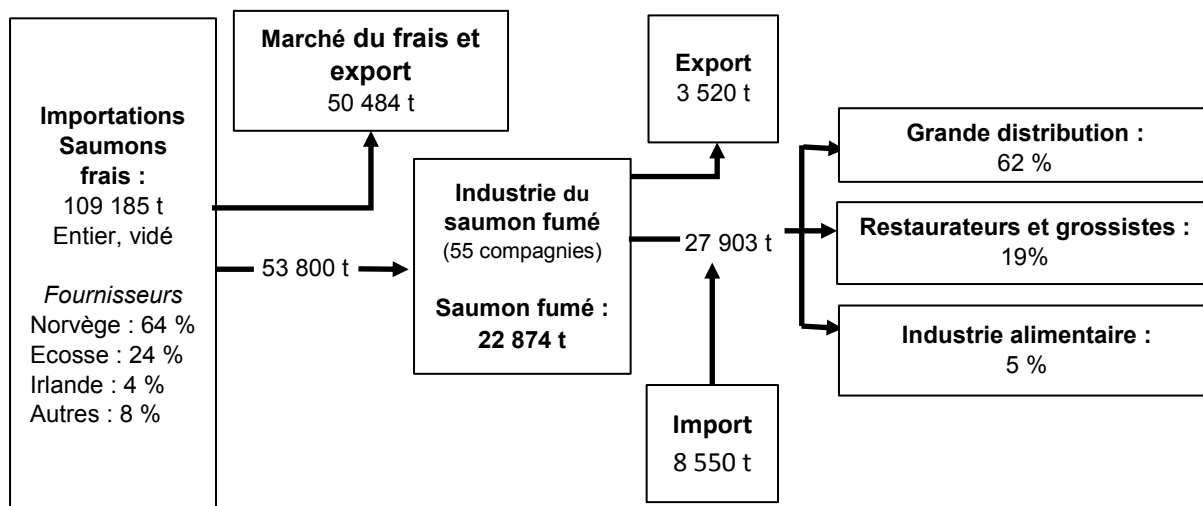 Importations
Saumons
frais :
109 185 t
Entier, vidé
Fournisseurs
Norvège : 64 %
Ecosse : 24 %
Irlande : 4 %
Autres : 8 %
Marché du frais et
export
50 484 t
53 800 t
Industrie du
saumon fumé
(55 compagnies)
Saumon fumé :
22 874 t
Export
3 520 t
27 903 t
Import
8 550 t
Grande distribution :
62 %
Restaurateurs et grossistes :
19%
Industrie alimentaire :
5 %